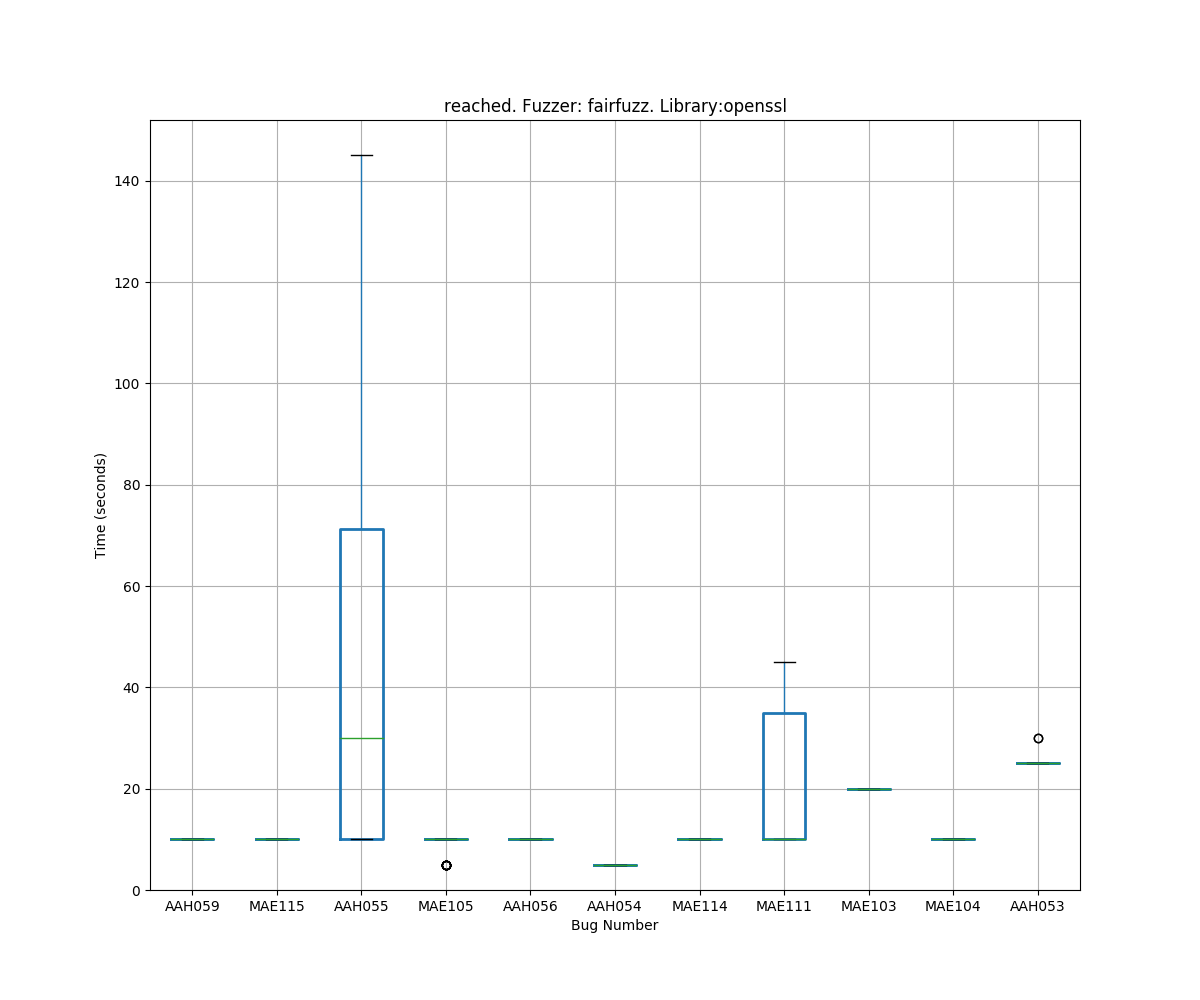 reached. Fuzzer: fairfuzz. Library:openssl
140
120
100
80
60
40
20
0
Time (seconds)
AAH059 MAE115 AAH055 MAE105 AAH056 AAH054 MAE114 MAE111 MAE103 MAE104 AAH053
Bug Number